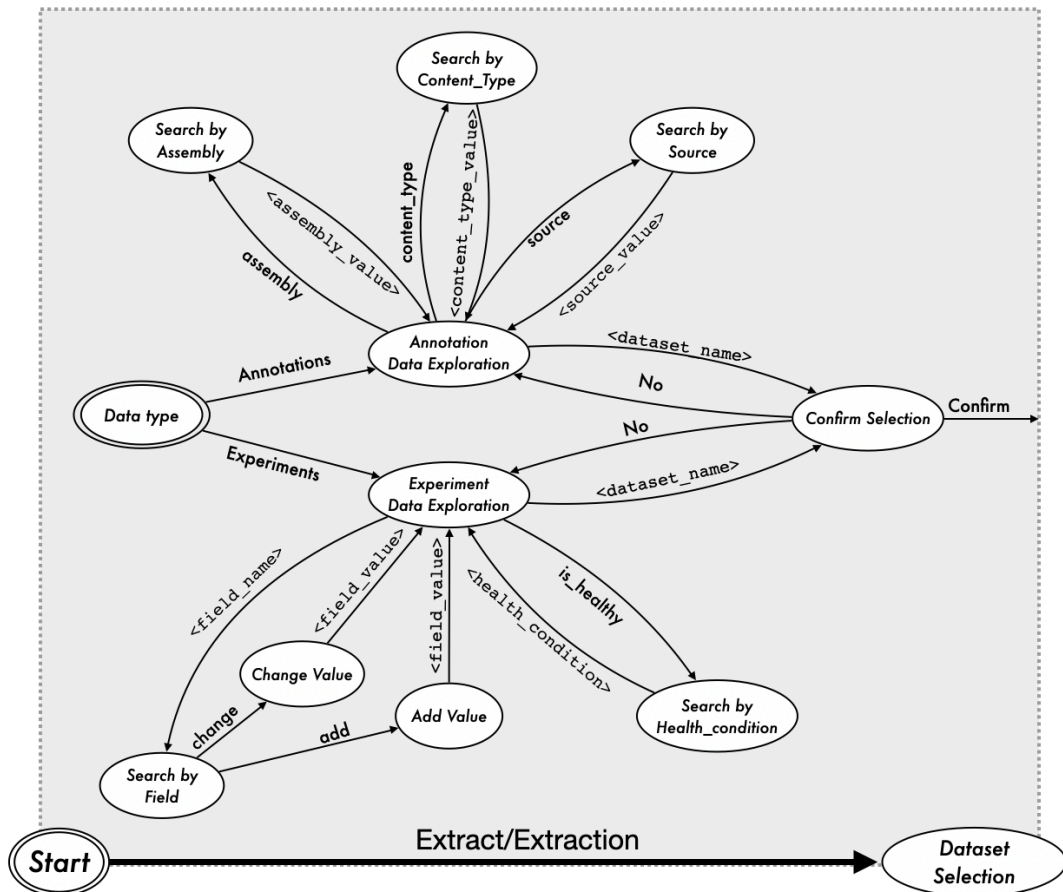 Search by
Content_Type
Search by
Assembly
Search by
Source
<assembly_value>
assembly
content_type
<content_type_value>
source
<source_value>
Annotation
Data Exploration
<dataset_name>
Annotations
No
Data type
Confirm Selection
Confirm
No
Experiments
Experiment
Data Exploration
<dataset_name>
<field_name>
<field_value>
<field_value>
<health_condition>
is_healthy
Change Value
Add Value
Search by
Health_condition
change
add
Search by
Field
Extract/Extraction
Start
Dataset
Selection